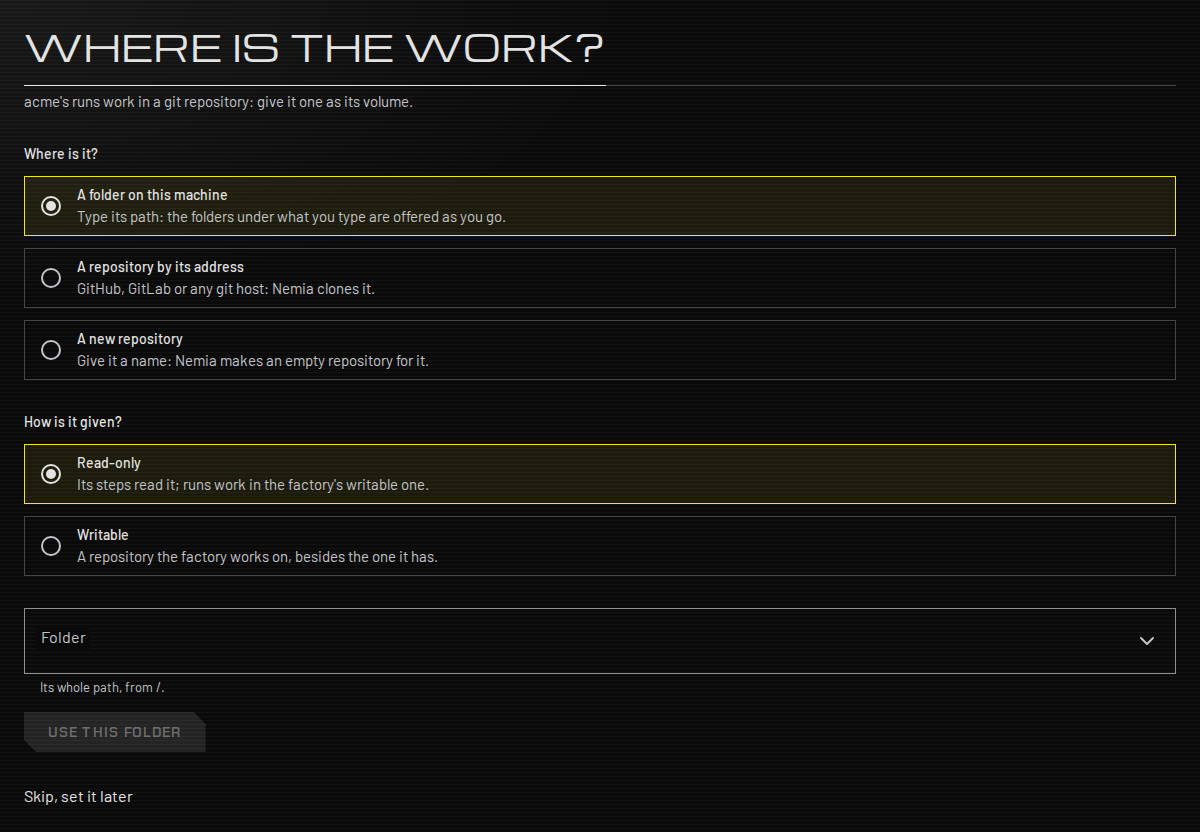 WHERE IS THE WORK?
acme's runs work in a git repository: give it one as its volume.
Where is it?
A folder on this machine
Type its path: the folders under what you type are offered as you go.
A repository by its address
GitHub, GitLab or any git host: Nemia clones it.
A new repository
Give it a name: Nemia makes an empty repository for it.
How is it given?
Read-only
Its steps read it; runs work in the factory's writable one.
Writable
A repository the factory works on, besides the one it has.
Folder
Its whole path, from /.
USE THIS FOLDER
Skip, set it later